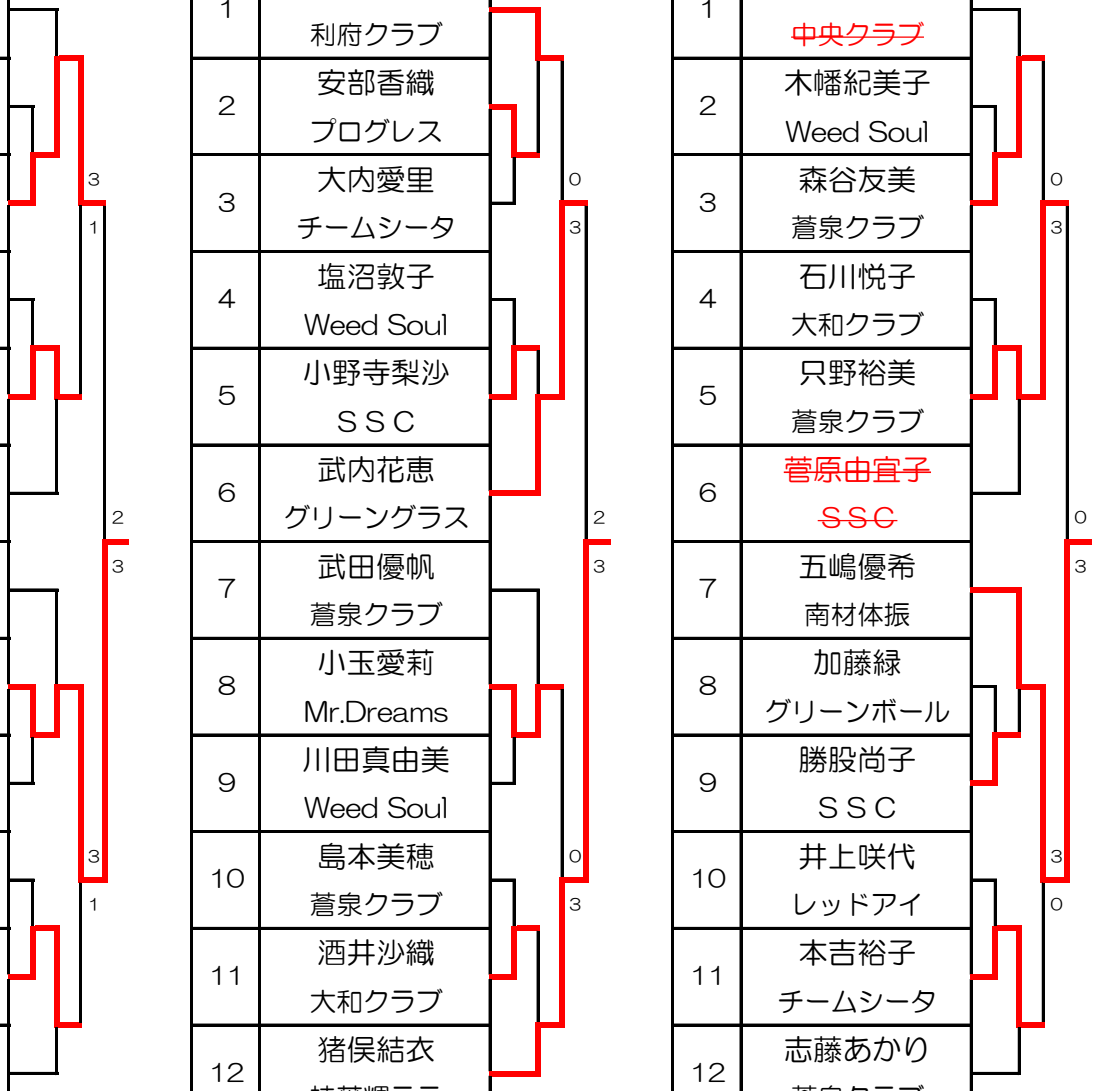 3
1
2
3
3
1
1
利府クラブ
2
安部香織
プログレス
3
大内愛里
チームシータ
4
塩沼敦子
Weed Soul
5
小野寺梨沙
ＳＳＣ
6
武内花恵
グリーングラス
7
武田優帆
蒼泉クラブ
8
小玉愛莉
Mr.Dreams
9
川田真由美
Weed Soul
10
島本美穂
蒼泉クラブ
11
酒井沙織
大和クラブ
12
猪俣結衣
0
3
2
3
0
3
1
中央クラブ
2
木幡紀美子
Weed Soul
3
森谷友美
蒼泉クラブ
4
石川悦子
大和クラブ
5
只野裕美
蒼泉クラブ
6
菅原由宜子
ＳＳＣ
7
五嶋優希
南材体振
8
加藤緑
グリーンボール
9
勝股尚子
ＳＳＣ
10
井上咲代
レッドアイ
11
本吉裕子
チームシータ
12
志藤あかり
0
3
0
3
3
0